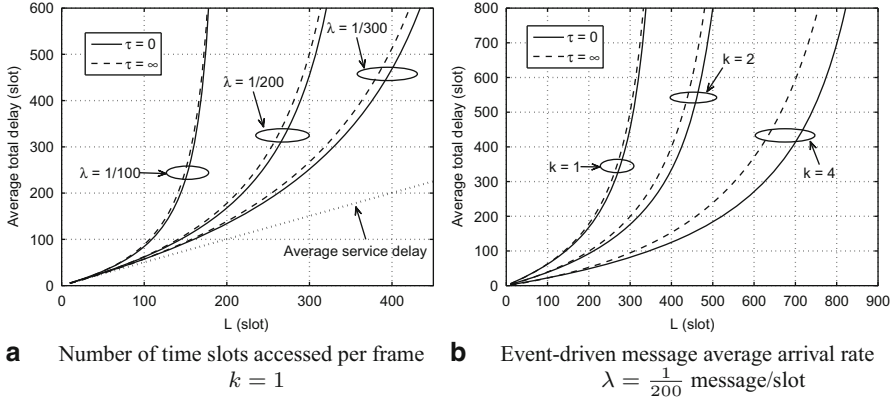 600
500
400
300
200
100
0
Average total delay (slot)
τ = 0
τ = ∞
λ = 1/300
λ = 1/200
λ = 1/100
Average service delay
100
200
300
400
L (slot)
a Number of time slots accessed per frame
k = 1
800
700
600
500
400
300
200
100
0
Average total delay (slot)
τ = 0
τ = ∞
k = 2
k = 1
k = 4
0
100
200
300
400
500
600
700
800
900
L (slot)
b Event-driven message average arrival rate
λ = 1/200 message/slot